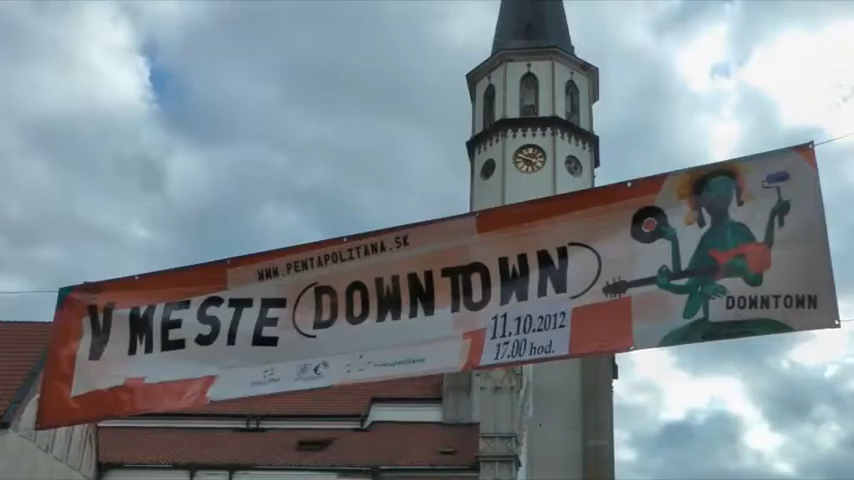 WWW.PENTAPOLITANA.SK
V MESTE (DOWNTOWN)
11.10.2012
17.00 hod.
DOWNTOWN